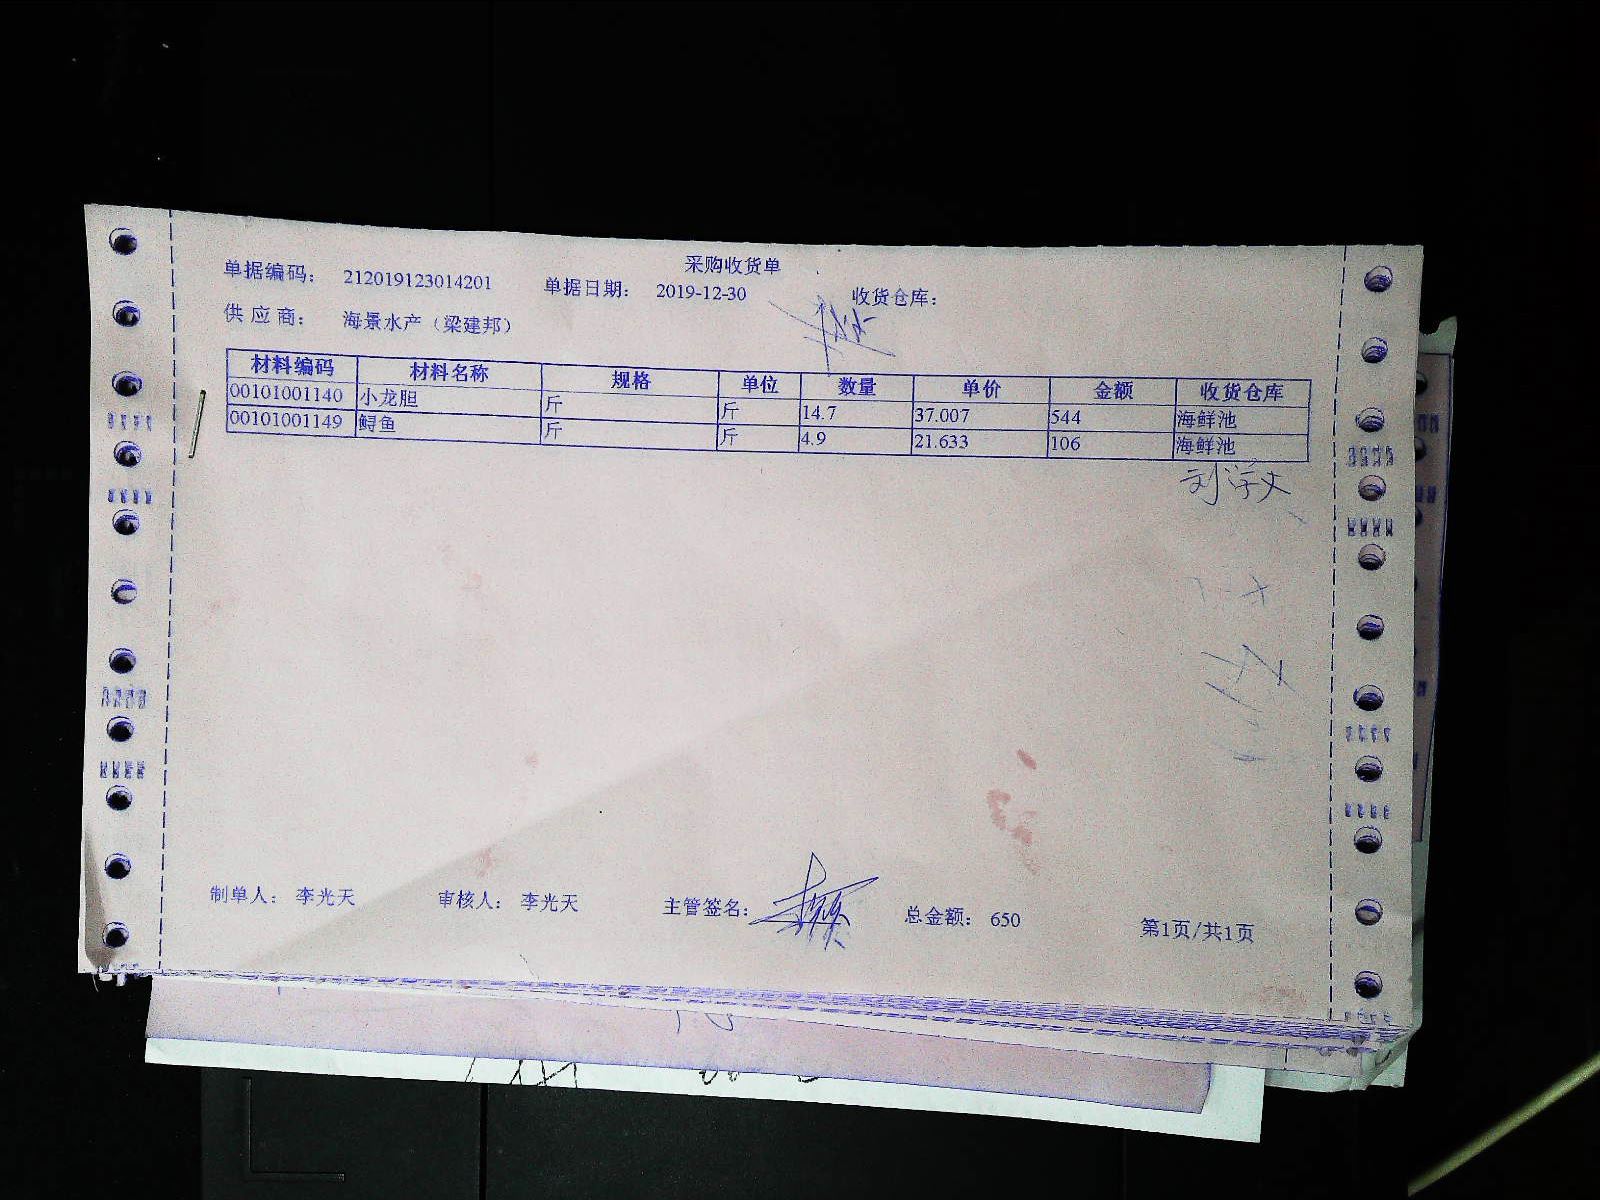 采购收货单
单据编码： 212019123014201 单据日期： 2019-12-30 收货仓库：
供应商： 海景水产（梁建邦）
材料编码 材料名称 规格 单位 数量 单价 金额 收货仓库
00101001140 小龙胆 斤 斤 14.7 37.007 544 海鲜池
00101001149 鲟鱼 斤 斤 4.9 21.633 106 海鲜池
制单人： 李光天 审核人： 李光天 主管签名： 总金额： 650 第1页/共1页